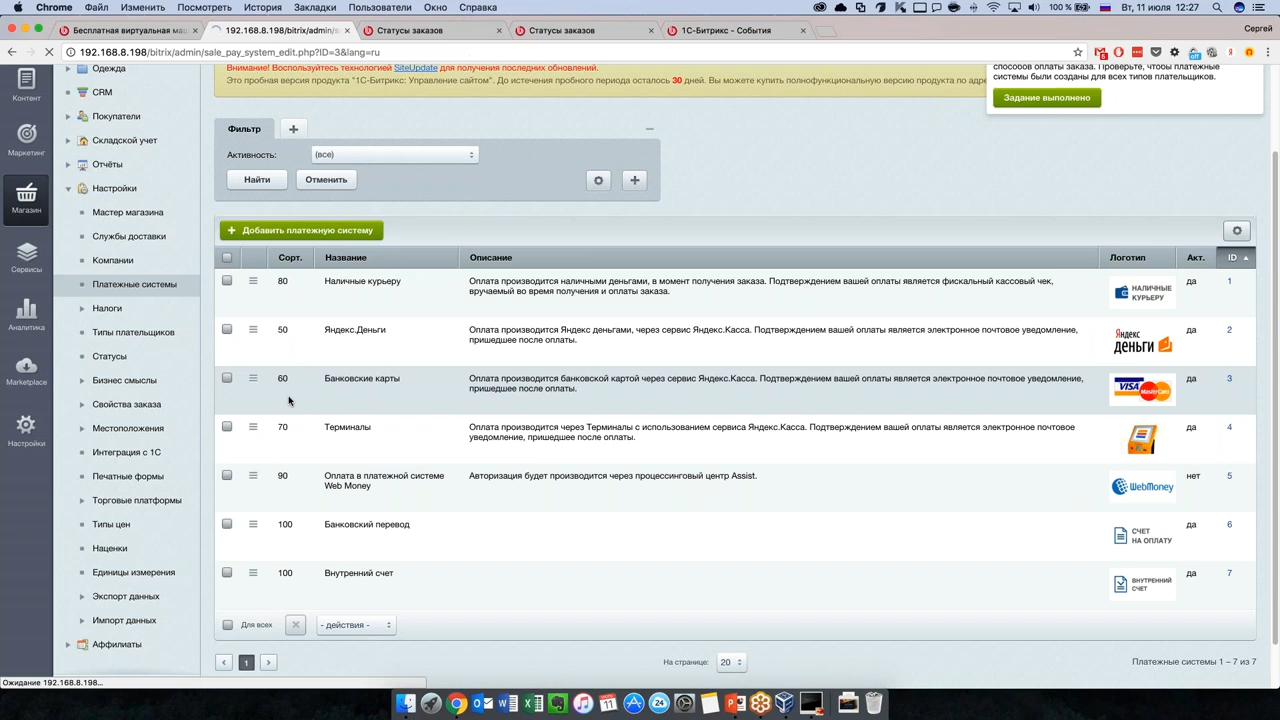 Chrome Файл Изменить Посмотреть История Закладки Пользователи Окно Справка 100 % Вт, 11 июля 12:27
Бесплатная виртуальная ма
192.168.8.198/bitrix/admin/s
Статусы заказов
Статусы заказов
1С-Битрикс - События
Сергей
192.168.8.198/bitrix/admin/sale_pay_system_edit.php?ID=3&lang=ru
Контент
Маркетинг
Магазин
Сервисы
Аналитика
Marketplace
Настройки
Одежда
CRM
Покупатели
Складской учет
Отчёты
Настройки
Мастер магазина
Службы доставки
Компании
Платежные системы
Налоги
Типы плательщиков
Статусы
Бизнес смыслы
Свойства заказа
Местоположения
Интеграция с 1С
Печатные формы
Торговые платформы
Типы цен
Наценки
Единицы измерения
Экспорт данных
Импорт данных
Аффилиаты
Внимание! Воспользуйтесь технологией SiteUpdate для получения последних обновлений.
Это пробная версия продукта "1С-Битрикс: Управление сайтом". До истечения пробного периода осталось 30 дней. Вы можете купить полнофункциональную версию продукта по адре
способов оплаты заказа. Проверьте, чтобы платежные
системы были созданы для всех типов плательщиков.
Задание выполнено
Фильтр
Активность: (все)
Найти Отменить
Добавить платежную систему
Сорт. Название Описание Логотип Акт. ID
80 Наличные курьеру Оплата производится наличными деньгами, в момент получения заказа. Подтверждением вашей оплаты является фискальный кассовый чек, НАЛИЧНЫЕ да 1
вручаемый во время получения и оплаты заказа. КУРЬЕРУ
50 Яндекс.Деньги Оплата производится Яндекс деньгами, через сервис Яндекс.Касса. Подтверждением вашей оплаты является электронное почтовое уведомление, Яндекс да 2
пришедшее после оплаты. деньги
60 Банковские карты Оплата производится банковской картой через сервис Яндекс.Касса. Подтверждением вашей оплаты является электронное почтовое уведомление, VISA MasterCard да 3
пришедшее после оплаты.
70 Терминалы Оплата производится через Терминалы с использованием сервиса Яндекс.Касса. Подтверждением вашей оплаты является электронное почтовое да 4
уведомление, пришедшее после оплаты.
90 Оплата в платежной системе Авторизация будет производится через процессинговый центр Assist. WebMoney нет 5
Web Money
100 Банковский перевод СЧЕТ да 6
НА ОПЛАТУ
100 Внутренний счет ВНУТРЕННИЙ да 7
СЧЕТ
Для всех - действия -
1 На странице: 20 Платежные системы 1 – 7 из 7
Ожидание 192.168.8.198...